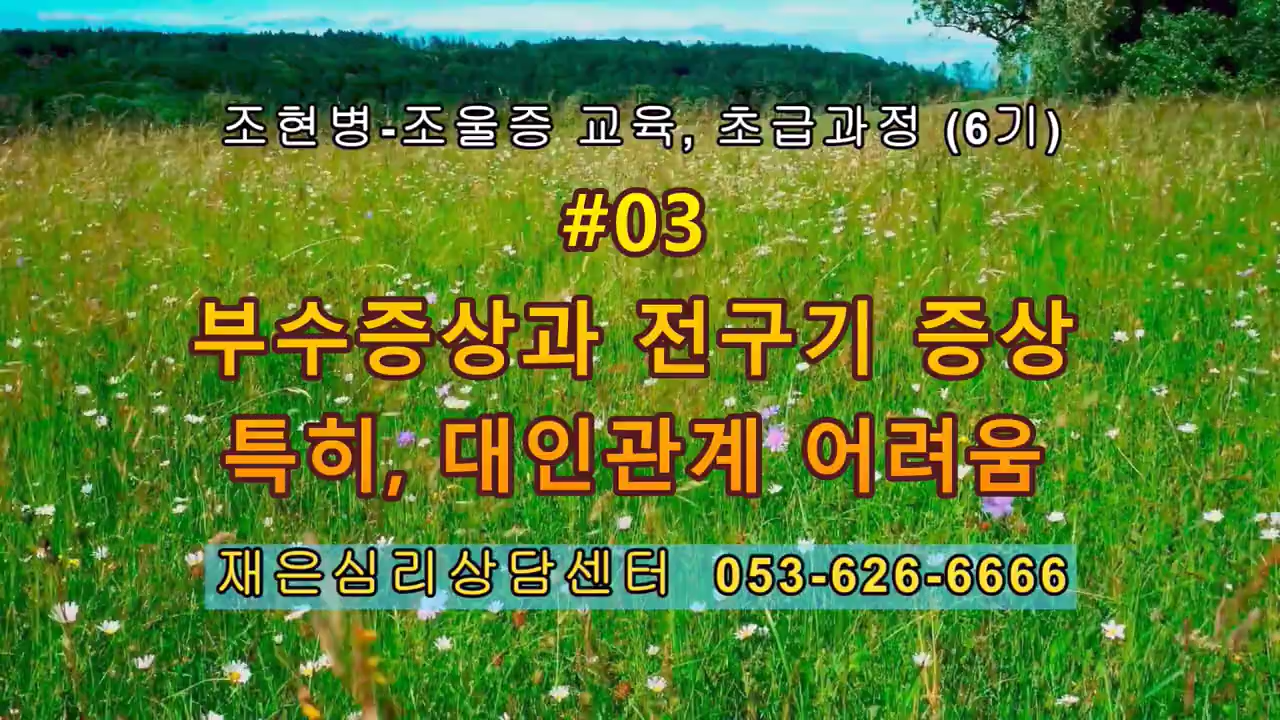 조현병-조울증 교육, 초급과정 (6기)
#03
부수증상과 전구기 증상
특히, 대인관계 어려움
재은심리상담센터 053-626-6666